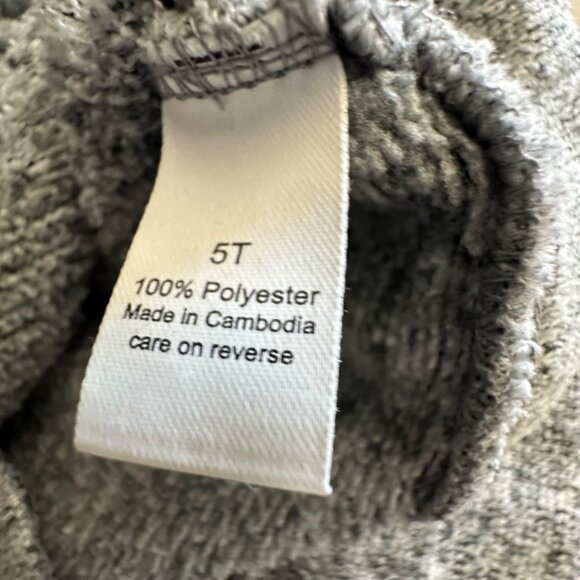 5T
100% Polyester
Made in Cambodia
care on reverse